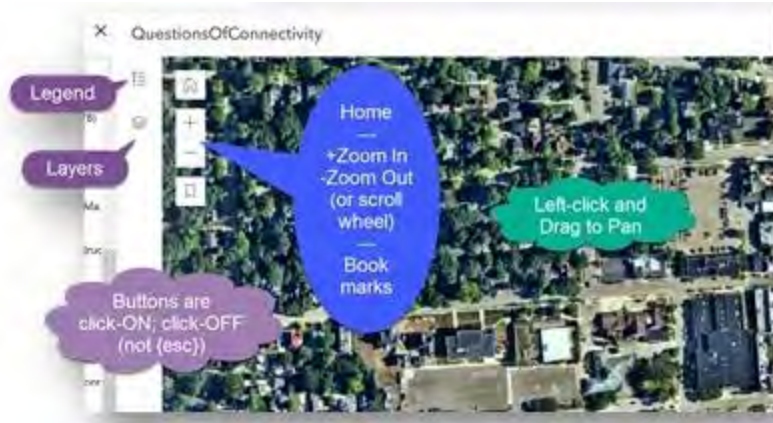 QuestionsOfConnectivity
Legend
Layers
Home
—
+Zoom In
-Zoom Out
(or scroll
wheel)
—
Book
marks
Left-click and
Drag to Pan
Buttons are
click-ON; click-OFF
(not {esc})